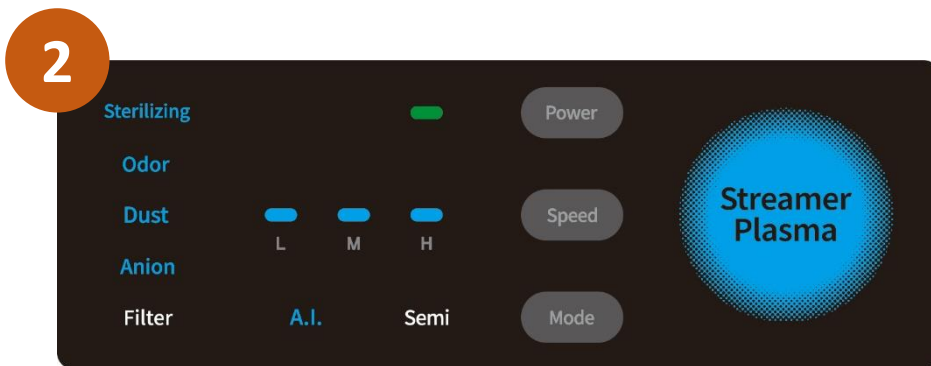 2
Sterilizing
Power
Odor
Streamer
Plasma
Dust
Speed
L M H
Anion
Filter A.I. Semi Mode